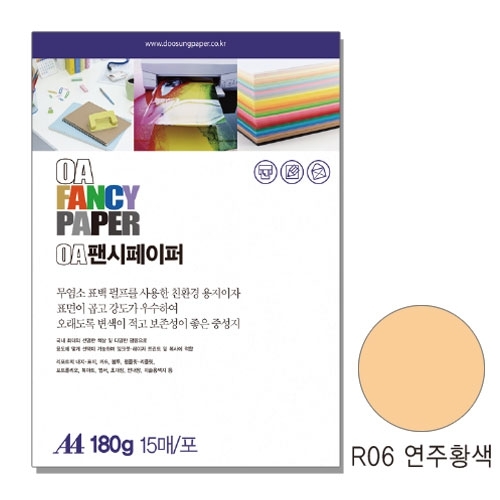 www.doosungpaper.co.kr
OA
FANCY
PAPER
OA팬시페이퍼
무염소 표백 펄프를 사용한 친환경 용지이자
표면이 곱고 강도가 우수하여
오래도록 변색이 적고 보존성이 좋은 중성지
A4 180g 15매/포
R06 연주황색